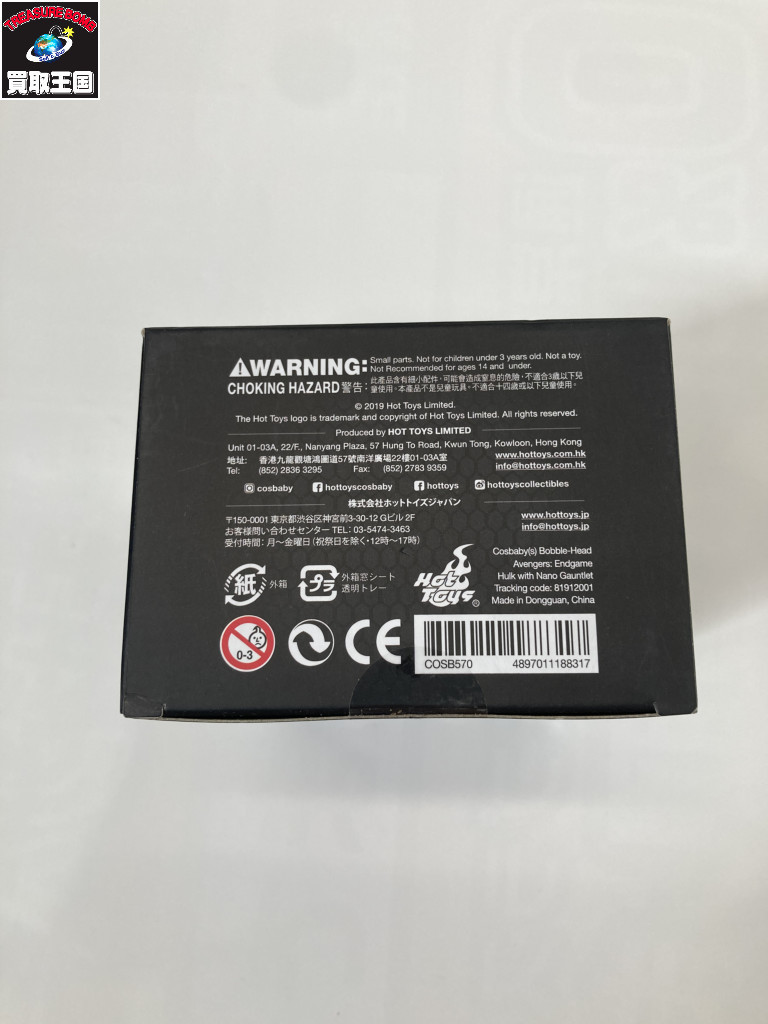 TREASURE BOMB
買取王国
WARNING: Small parts. Not for children under 3 years old. Not a toy.
Not Recommended for ages 14 and under.
CHOKING HAZARD 警告: 此產品含有細小配件，可能會造成窒息的危險，不適合3歲以下兒
童使用。本產品不是兒童玩具，不適合十四歲或以下兒童使用。
© 2019 Hot Toys Limited.
The Hot Toys logo is trademark and copyright of Hot Toys Limited. All rights reserved.
Produced by HOT TOYS LIMITED
Unit 01-03A, 22/F., Nanyang Plaza, 57 Hung To Road, Kwun Tong, Kowloon, Hong Kong
地址: 香港九龍觀塘鴻圖道57號南洋廣場22樓01-03A室 www.hottoys.com.hk
Tel: (852) 2836 3295 Fax: (852) 2783 9359 info@hottoys.com.hk
cosbaby hottoyscosbaby hottoys hottoyscollectibles
株式会社ホットトイズジャパン
〒150-0001 東京都渋谷区神宮前3-30-12 Gビル 2F www.hottoys.jp
お客様問い合わせセンター TEL: 03-5474-3463 info@hottoys.jp
受付時間: 月～金曜日 (祝祭日を除く・12時～17時)
Cosbaby(s) Bobble-Head
Avengers: Endgame
Hulk with Nano Gauntlet
Tracking code: 81912001
Made in Dongguan, China
紙 外箱 プラ 外箱窓シート
透明トレー
Hot Toys ®
0-3 CE
COSB570 4897011188317